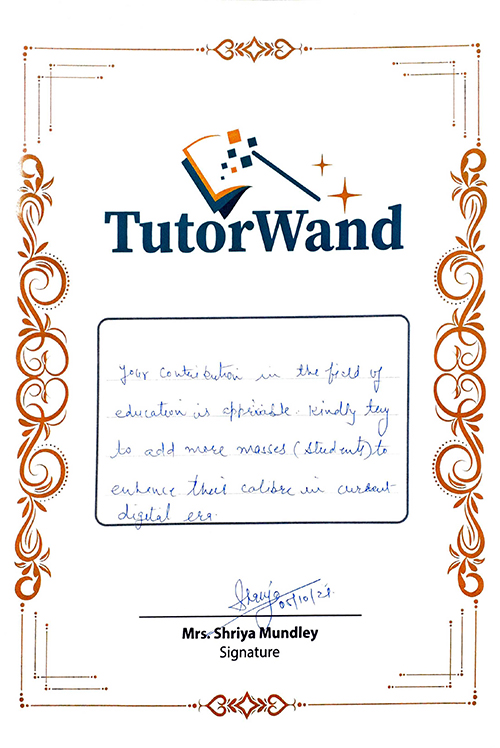 TutorWand
Your contribution in the field of
education is appriable. Kindly try
to add more masses (students) to
enhance their calibre in current
digital era.
Shriya
05/10/21.
Mrs. Shriya Mundley
Signature